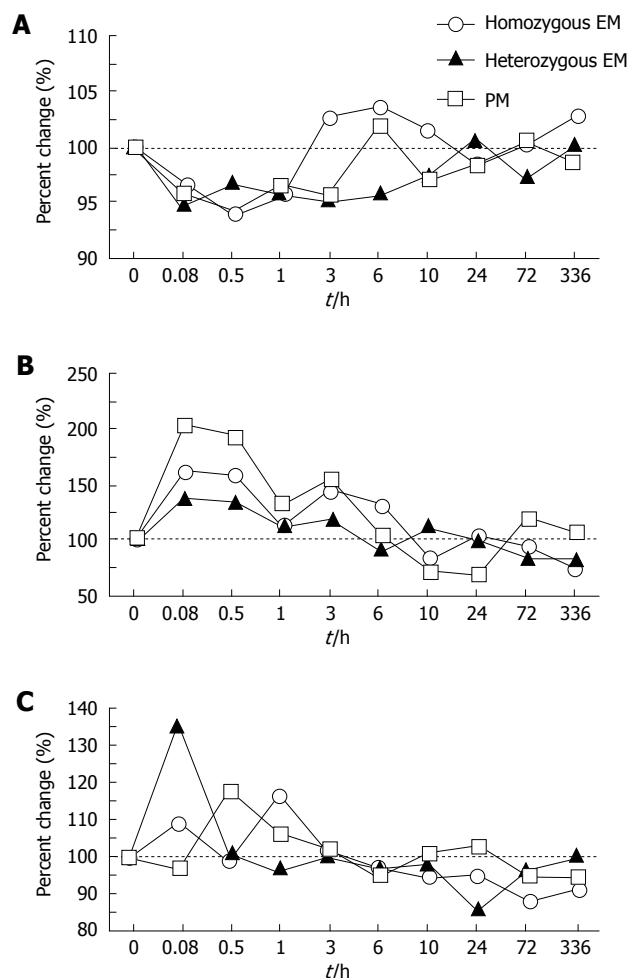 A
Homozygous EM
Heterozygous EM
PM
Percent change (%)
110
105
100
95
90
0 0.08 0.5 1 3 6 10 24 72 336
t/h
B
Percent change (%)
250
200
150
100
50
0 0.08 0.5 1 3 6 10 24 72 336
t/h
C
Percent change (%)
140
130
120
110
100
90
80
0 0.08 0.5 1 3 6 10 24 72 336
t/h